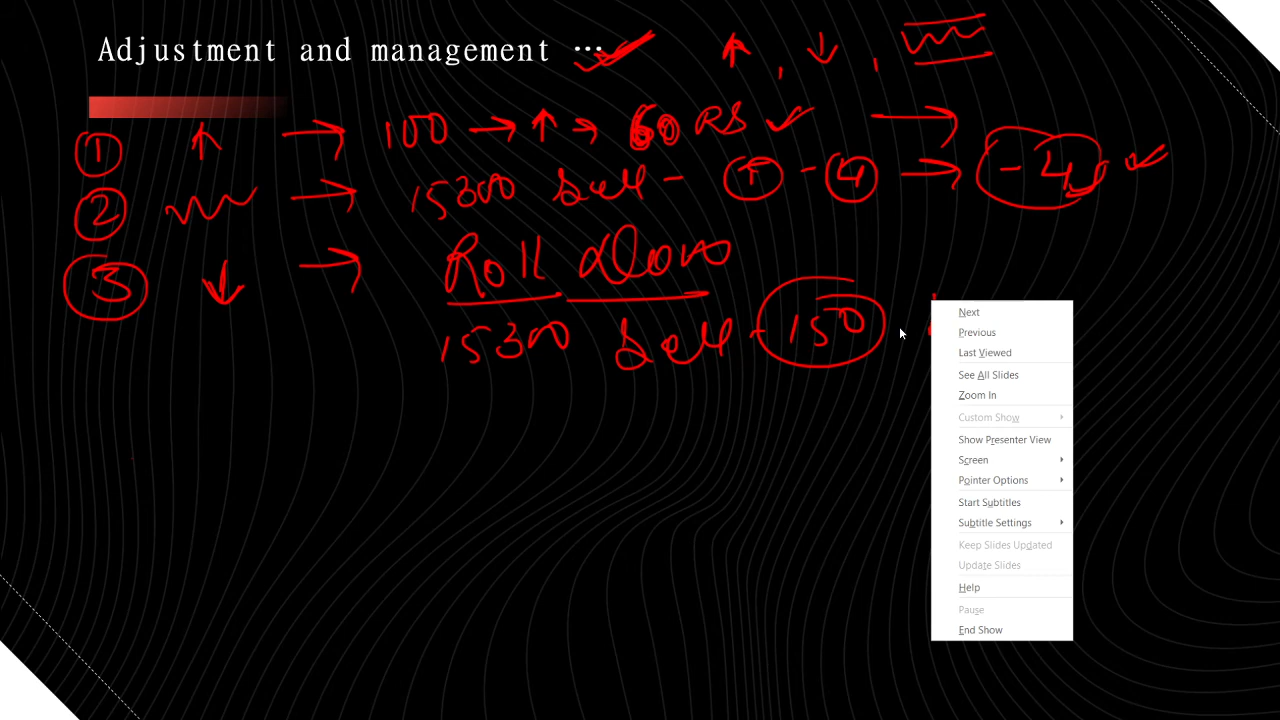 Adjustment and management ...
① ↑ → 100 → ↑ → 60 RS ✓ →
② → 15300 Sell - - ④ → - 4 ✓
③ ↓ → Roll Down
15300 Sell - 150
Next
Previous
Last Viewed
See All Slides
Zoom In
Custom Show
Show Presenter View
Screen
Pointer Options
Start Subtitles
Subtitle Settings
Keep Slides Updated
Update Slides
Help
Pause
End Show